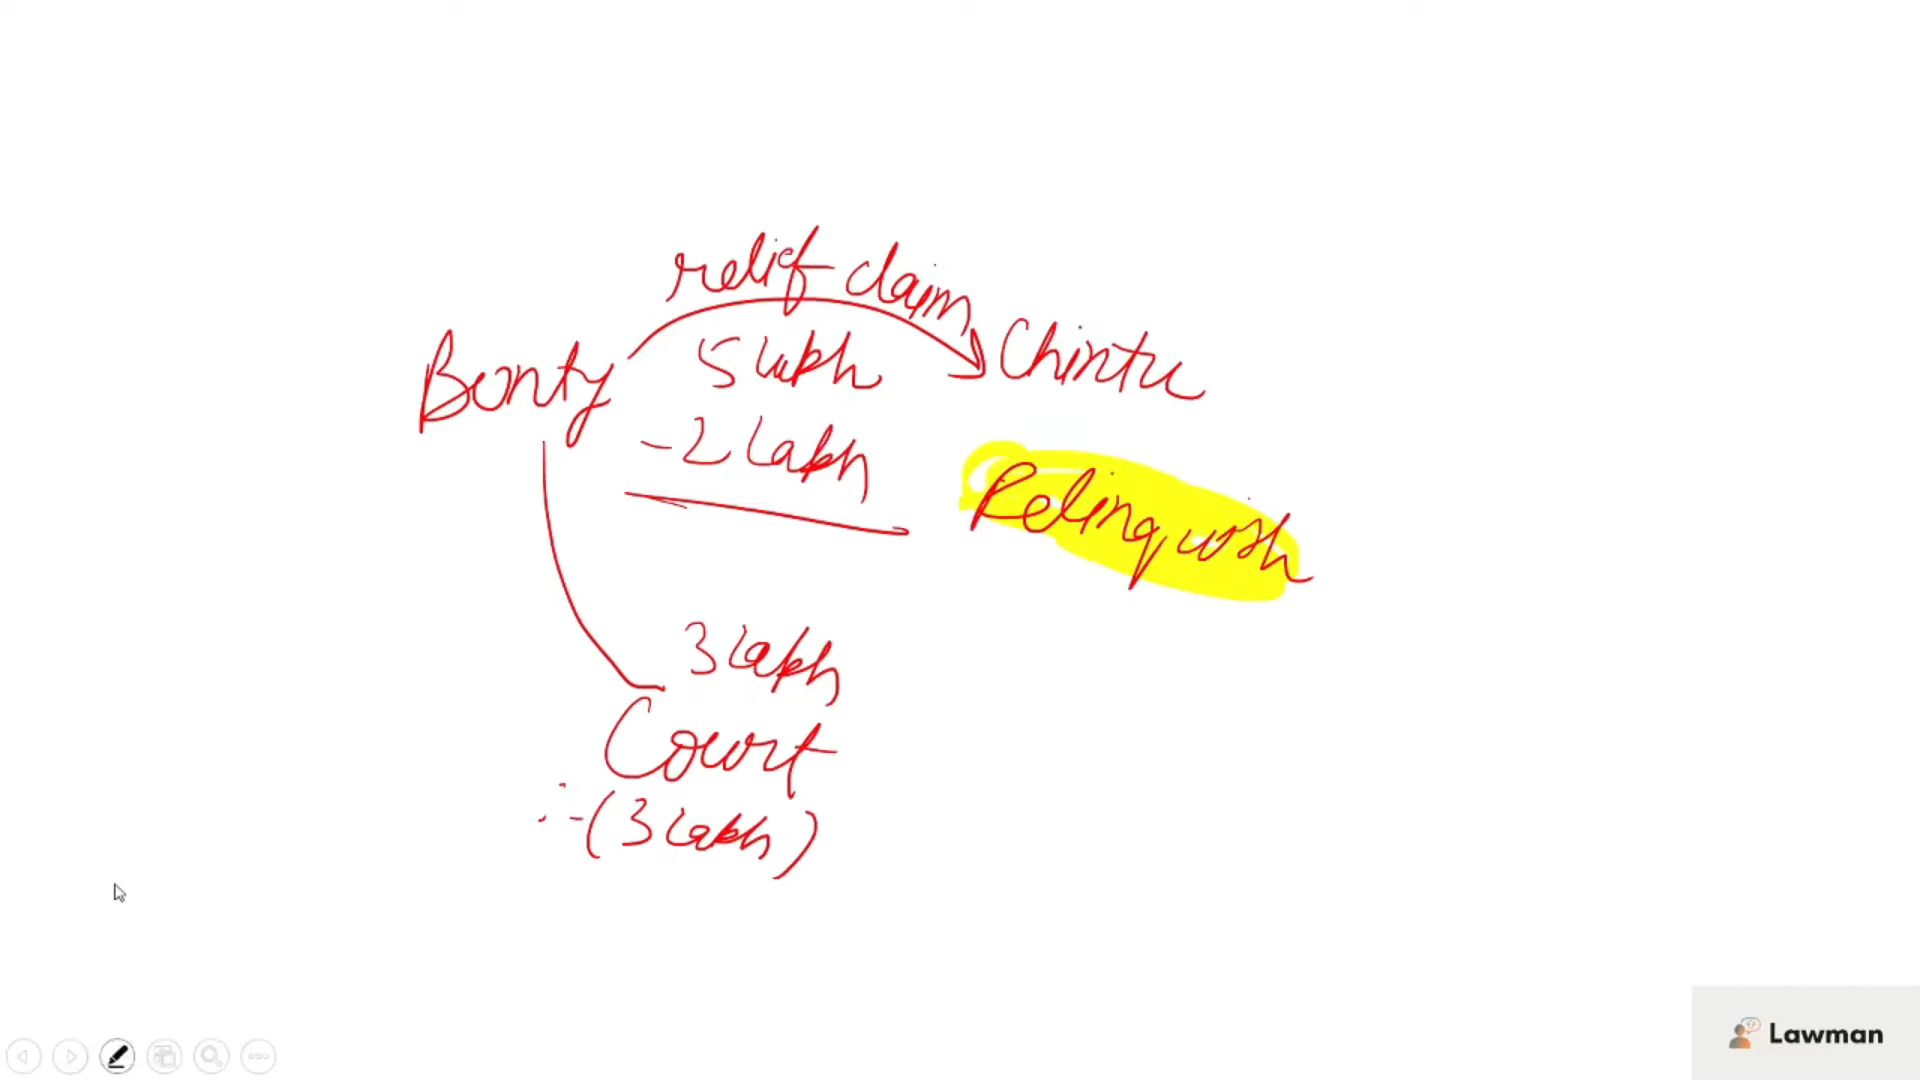 relief claim
Bonty
5 lakh
Chintu
-2 lakh
Relinquish
3 lakh
Court
∴ (3 lakh)
Lawman